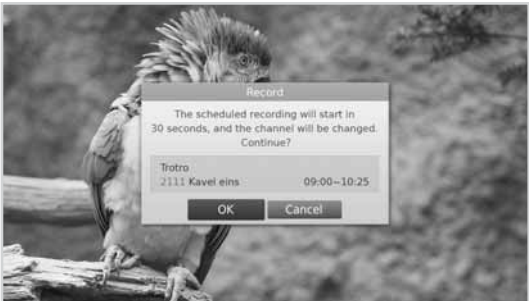 Record
The scheduled recording will start in
30 seconds, and the channel will be changed.
Continue?
Trotro
2111 Kavel eins 09:00~10:25
OK Cancel